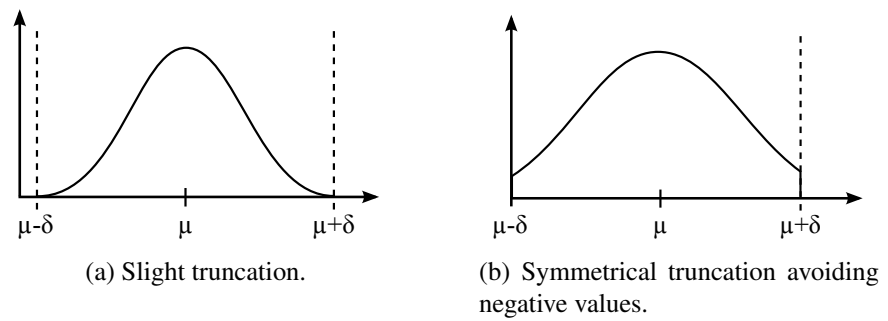 μ-δ μ μ+δ
μ-δ μ μ+δ
(a) Slight truncation.
(b) Symmetrical truncation avoiding
negative values.